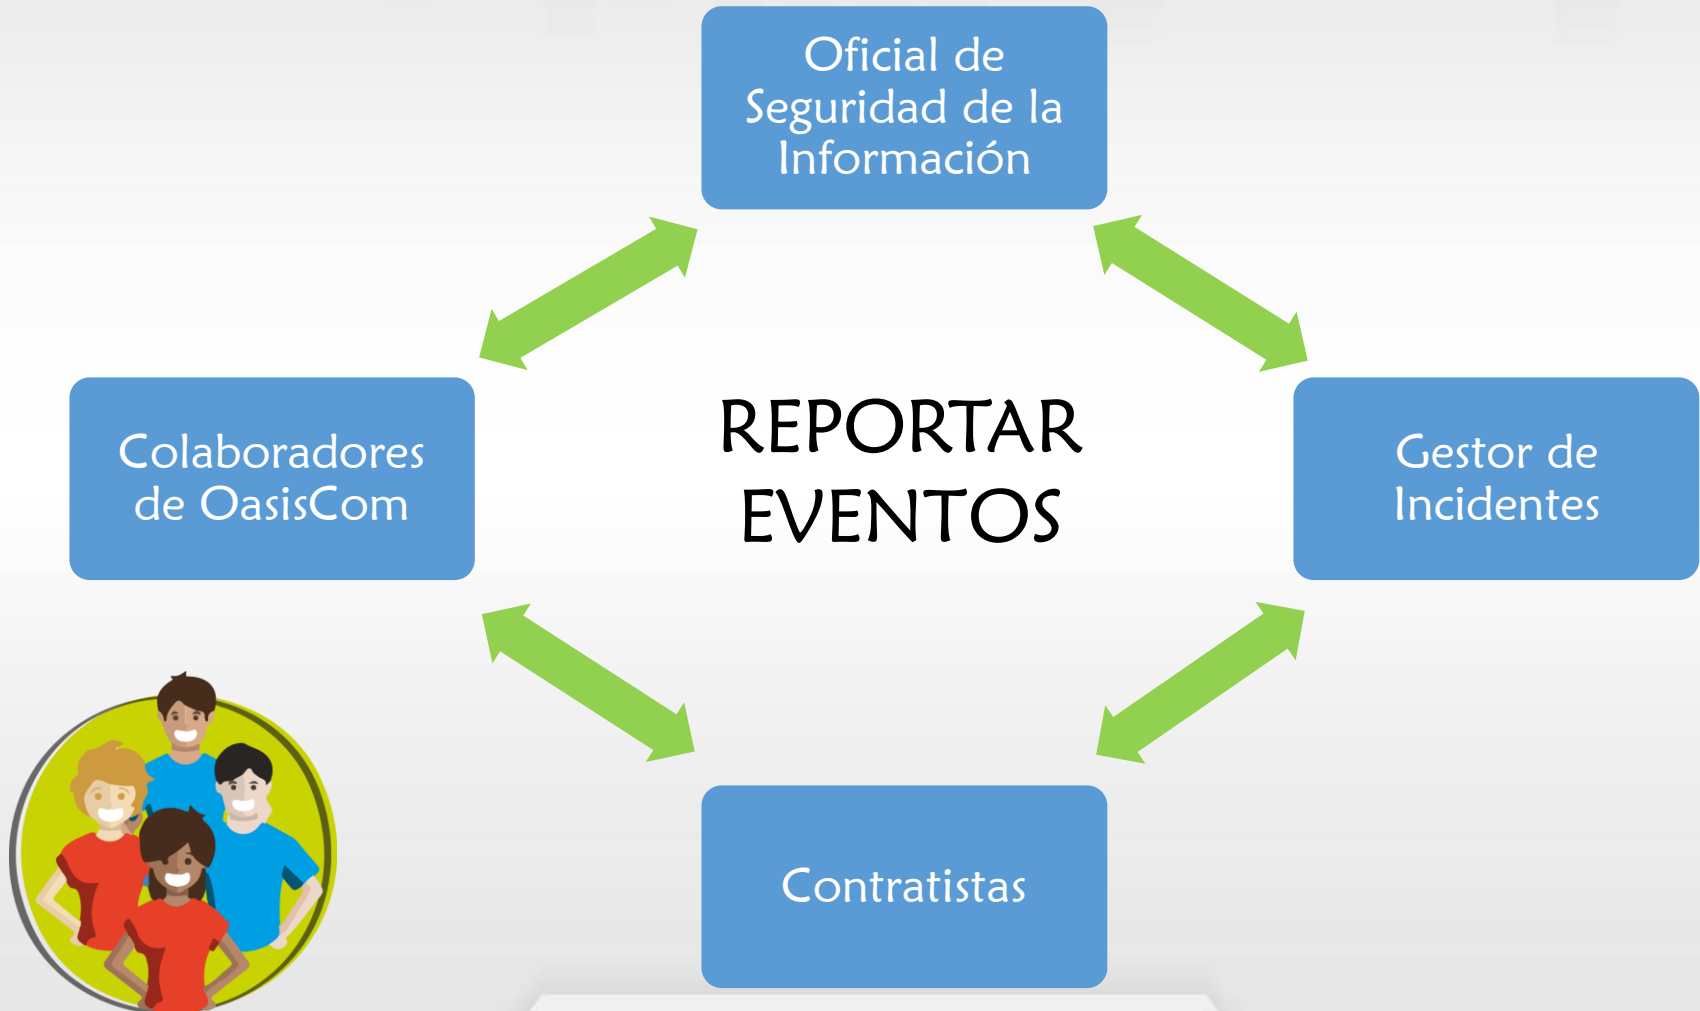 Oficial de
Seguridad de la
Información
Colaboradores
de OasisCom
REPORTAR
EVENTOS
Gestor de
Incidentes
Contratistas